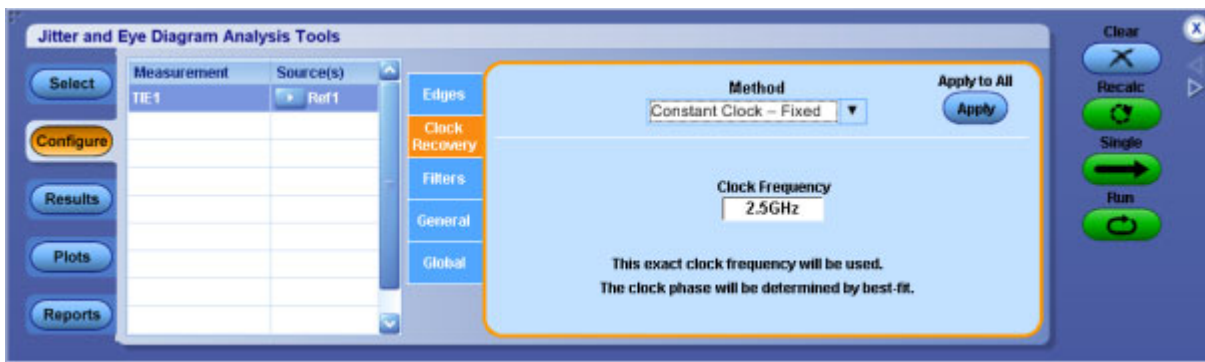 Jitter and Eye Diagram Analysis Tools
Select
Configure
Results
Plots
Reports
Measurement Source(s)
TIE1 Ref1
Edges
Clock
Recovery
Filters
General
Global
Method
Constant Clock – Fixed
Apply to All
Apply
Clock Frequency
2.5GHz
This exact clock frequency will be used.
The clock phase will be determined by best-fit.
Clear
Recalc
Single
Run
X